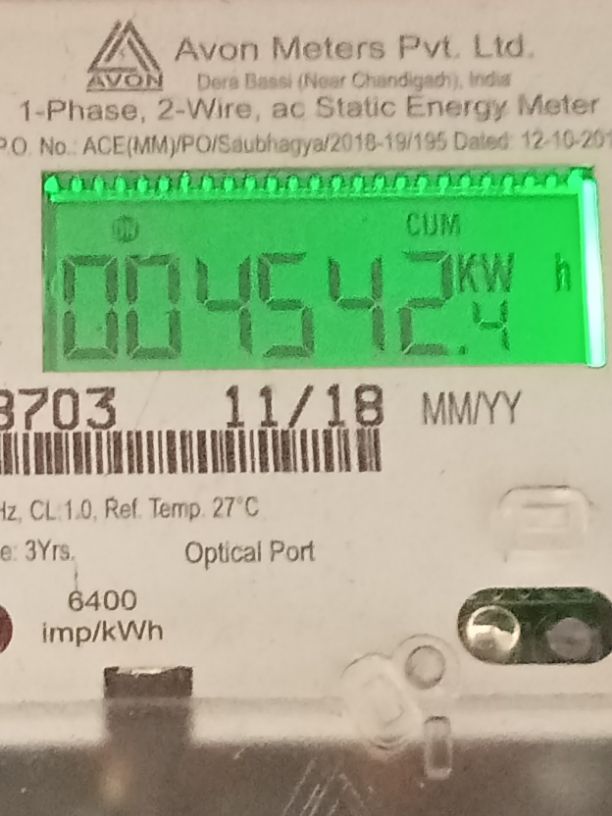 AVON
Avon Meters Pvt. Ltd.
Dera Bassi (Near Chandigadh), India
1-Phase, 2-Wire, ac Static Energy Meter
P.O. No.: ACE(MM)/PO/Saubhagya/2018-19/195 Dated: 12-10-201
CUM
004542.4 KW h
3703 11/18 MM/YY
Hz, CL:1.0, Ref. Temp. 27°C
e: 3Yrs. Optical Port
6400
imp/kWh